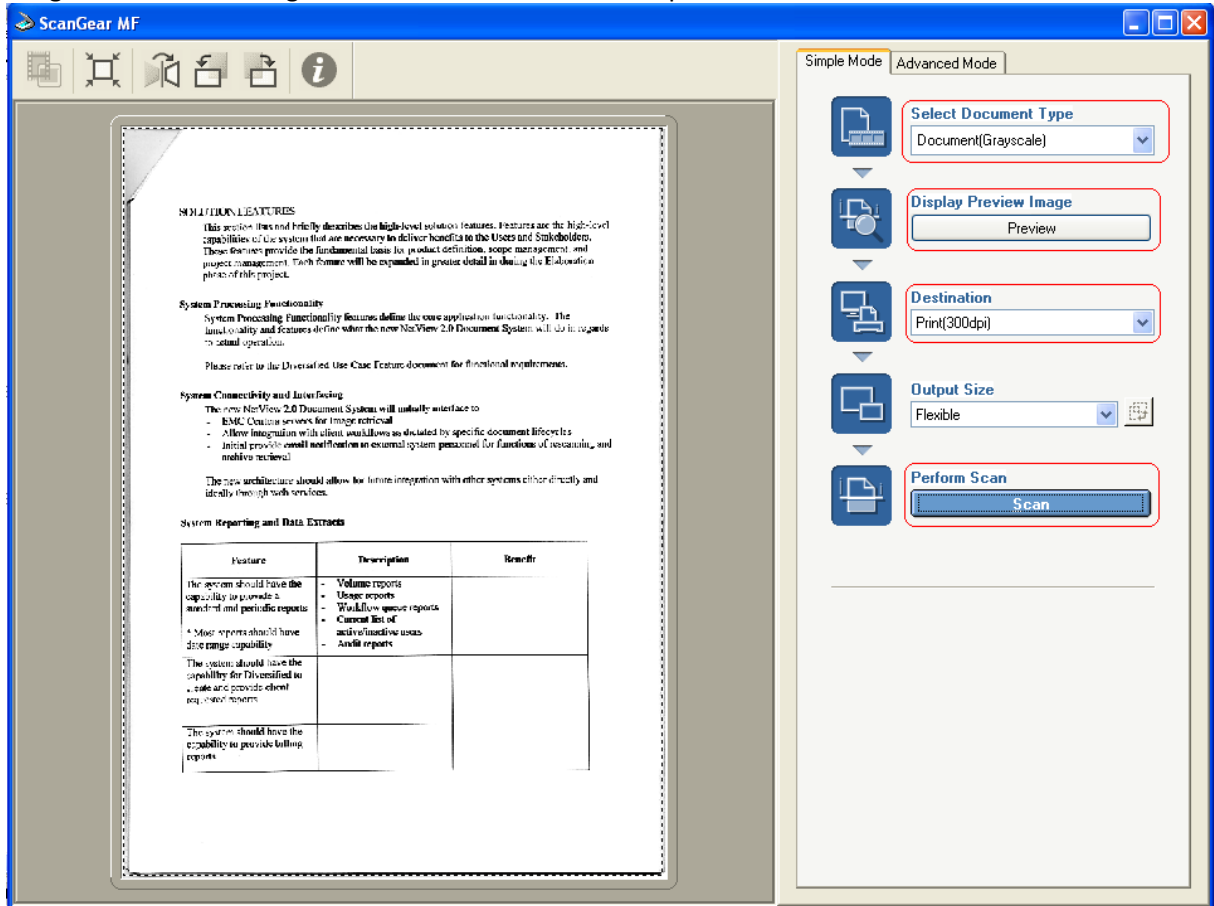 ScanGear MF
Simple Mode
Advanced Mode
Select Document Type
Document(Grayscale)
Display Preview Image
Preview
Destination
Print(300dpi)
Output Size
Flexible
Perform Scan
Scan
SOLUTION FEATURES
This section lists and briefly describes the high-level solution features. Features are the high-level
capabilities of the system that are necessary to deliver benefits to the Users and Stakeholders.
These features provide the fundamental basis for product definition, scope management, and
project management. Each feature will be expanded in greater detail in during the Elaboration
phase of this project.
System Processing Functionality
System Processing Functionality features define the core application functionality. The
functionality and features define what the new NetView 2.0 Document System will do in regards
to actual operation.
Please refer to the Diversified Use Case Feature document for functional requirements.
System Connectivity and Interfacing
The new NetView 2.0 Document System will initially interface to
- EMC Centera servers for image retrieval
- Allow integration with client workflows as dictated by specific document lifecycles
- Initial provide email notification to external system personnel for functions of rescanning and
archive retrieval
The new architecture should allow for future integration with other systems either directly and
ideally through web services.
System Reporting and Data Extracts
Feature Description Benefit
The system should have the - Volume reports
capability to provide a - Usage reports
standard and periodic reports - Workflow queue reports
- Current list of
* Most reports should have active/inactive users
date range capability - Audit reports
The system should have the
capability for Diversified to
create and provide client
requested reports
The system should have the
capability to provide billing
reports